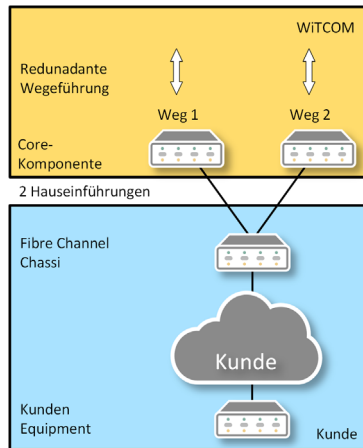 WiTCOM
Redunadante
Wegeführung
Weg 1
Weg 2
Core-
Komponente
2 Hauseinführungen
Fibre Channel
Chassi
Kunde
Kunden
Equipment
Kunde